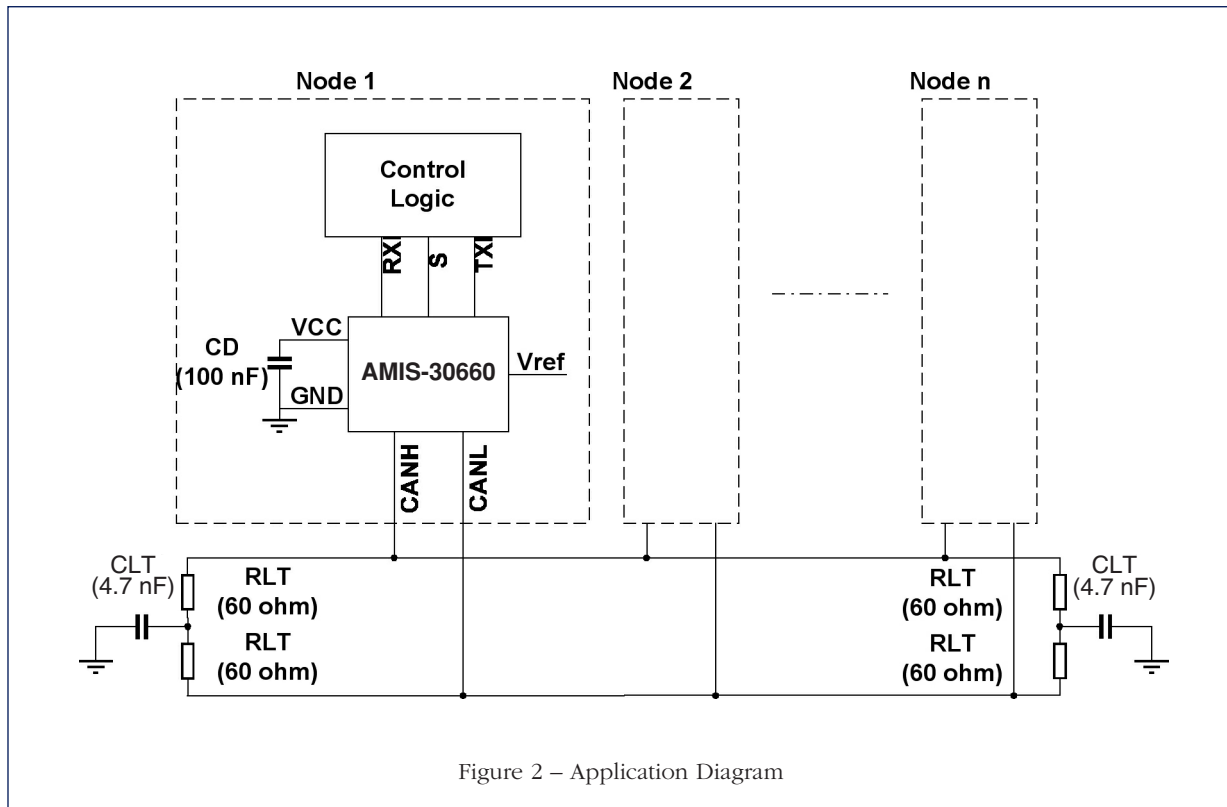 Node 1
Node 2
Node n
Control
Logic
RXD
S
TXD
VCC
CD
(100 nF)
GND
AMIS-30660
Vref
CANH
CANL
CLT
(4.7 nF)
RLT
(60 ohm)
RLT
(60 ohm)
RLT
(60 ohm)
RLT
(60 ohm)
CLT
(4.7 nF)
Figure 2 – Application Diagram